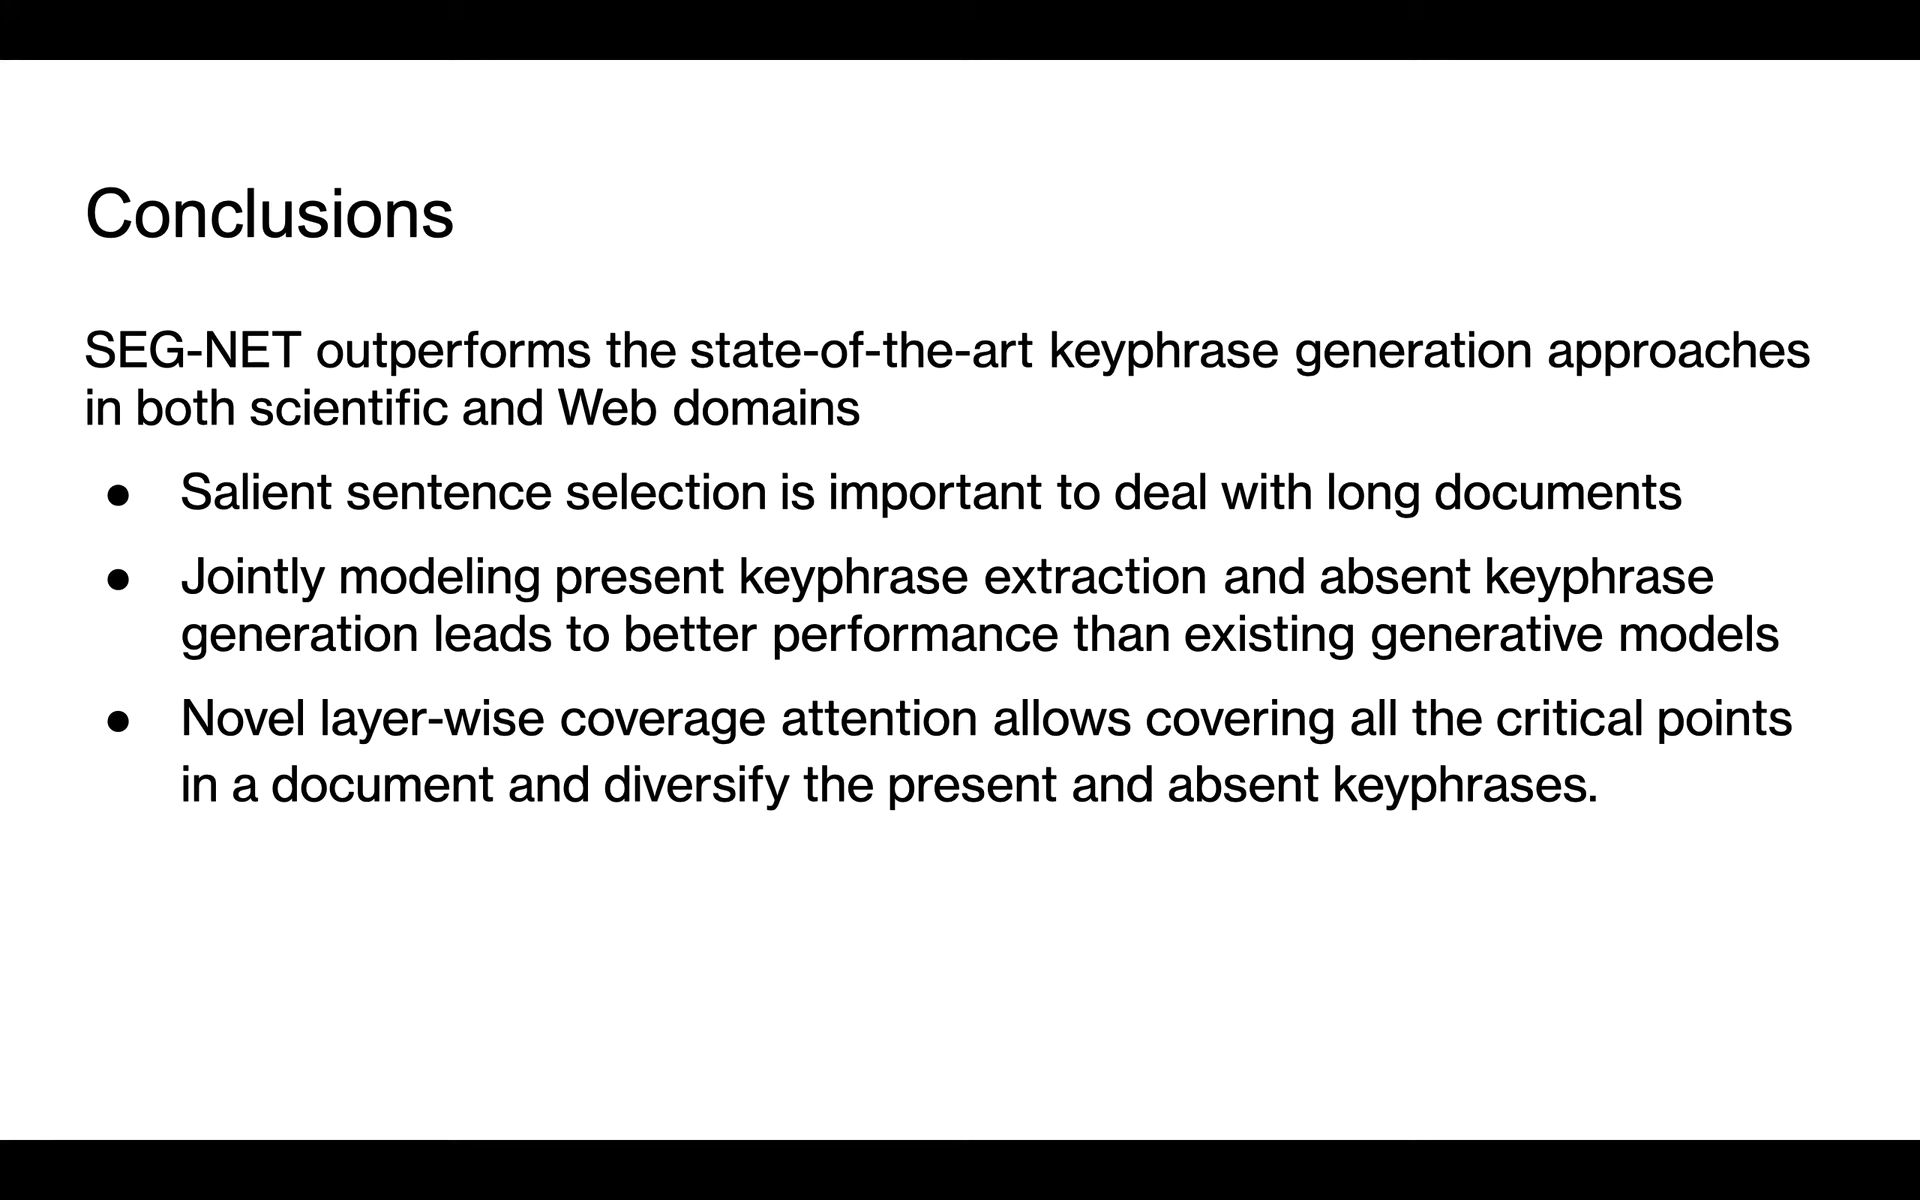 Conclusions
SEG-NET outperforms the state-of-the-art keyphrase generation approaches
in both scientific and Web domains
● Salient sentence selection is important to deal with long documents
● Jointly modeling present keyphrase extraction and absent keyphrase
generation leads to better performance than existing generative models
● Novel layer-wise coverage attention allows covering all the critical points
in a document and diversify the present and absent keyphrases.